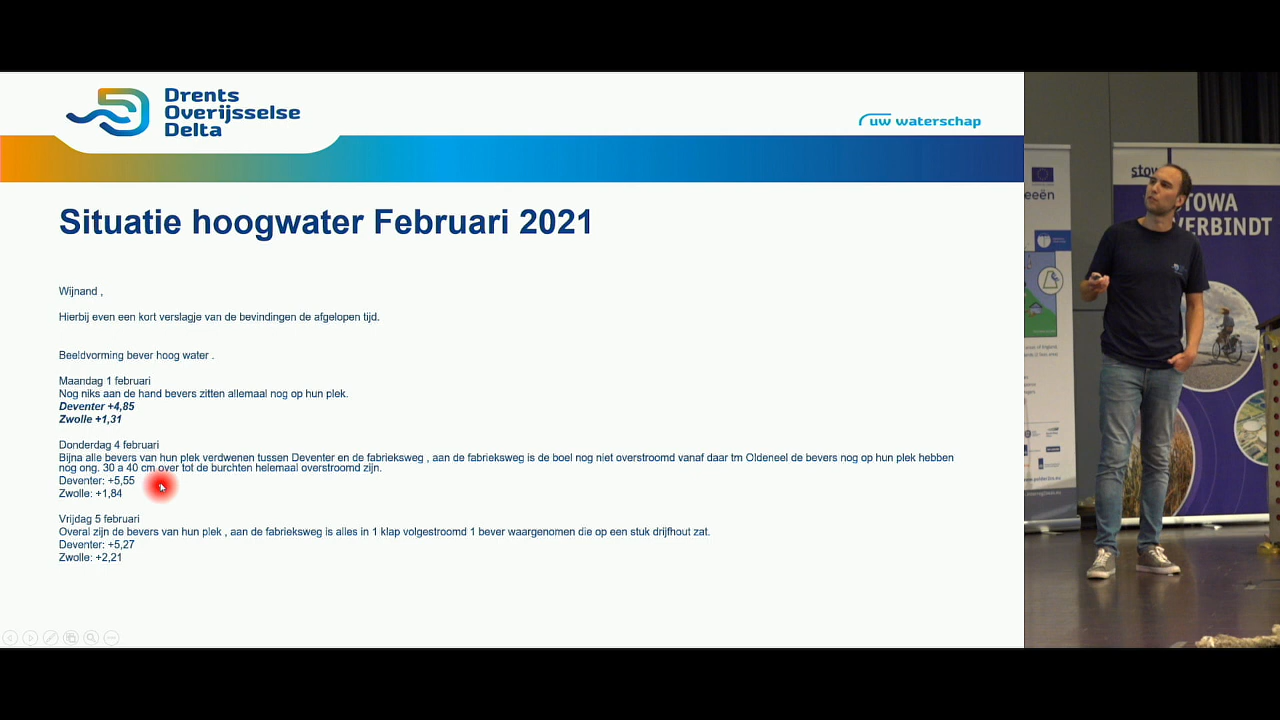 Drents
Overijsselse
Delta
uw waterschap
Situatie hoogwater Februari 2021
Wijnand ,
Hierbij even een kort verslagje van de bevindingen de afgelopen tijd.
Beeldvorming bever hoog water .
Maandag 1 februari
Nog niks aan de hand bevers zitten allemaal nog op hun plek.
Deventer +4,85
Zwolle +1,31
Donderdag 4 februari
Bijna alle bevers van hun plek verdwenen tussen Deventer en de fabrieksweg , aan de fabrieksweg is de boel nog niet overstroomd vanaf daar tm Oldeneel de bevers nog op hun plek hebben
nog ong. 30 a 40 cm over tot de burchten helemaal overstroomd zijn.
Deventer: +5,55
Zwolle: +1,84
Vrijdag 5 februari
Overal zijn de bevers van hun plek , aan de fabrieksweg is alles in 1 klap volgestroomd 1 bever waargenomen die op een stuk drijfhout zat.
Deventer: +5,27
Zwolle: +2,21
stow
TOWA
VERBINDT
eeën